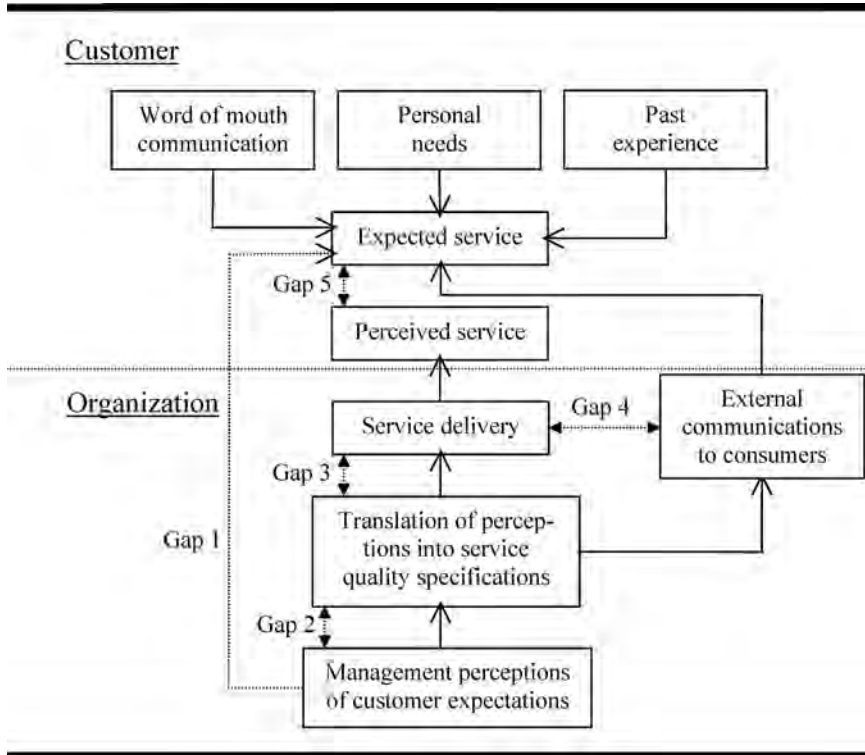 Customer
Word of mouth
communication
Personal
needs
Past
experience
Expected service
Gap 5
Perceived service
Organization
Service delivery
Gap 4
External
communications
to consumers
Gap 3
Translation of percep-
tions into service
quality specifications
Gap 1
Gap 2
Management perceptions
of customer expectations